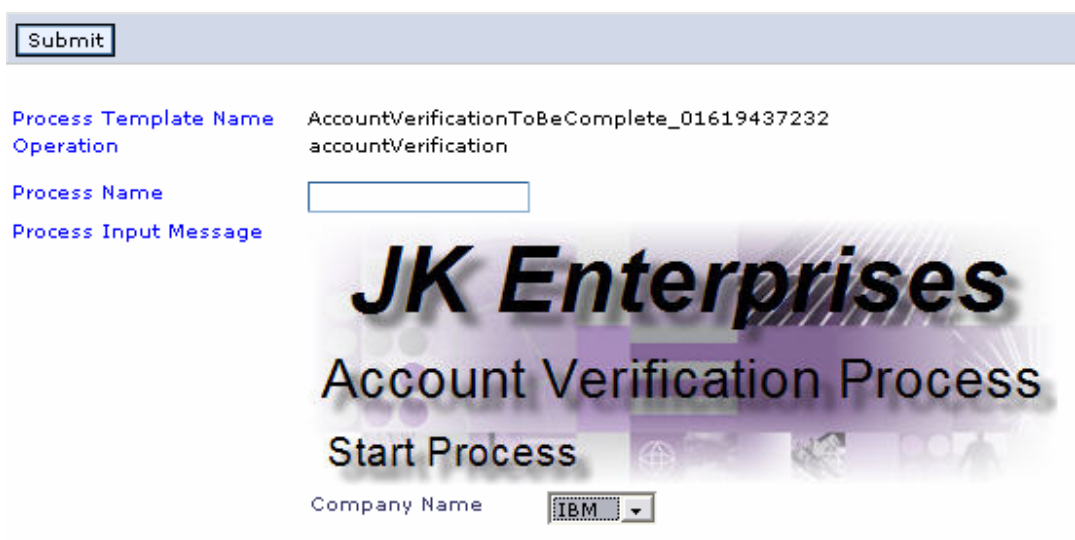 Submit
Process Template Name AccountVerificationToBeComplete_01619437232
Operation accountVerification
Process Name
Process Input Message
JK Enterprises
Account Verification Process
Start Process
Company Name IBM